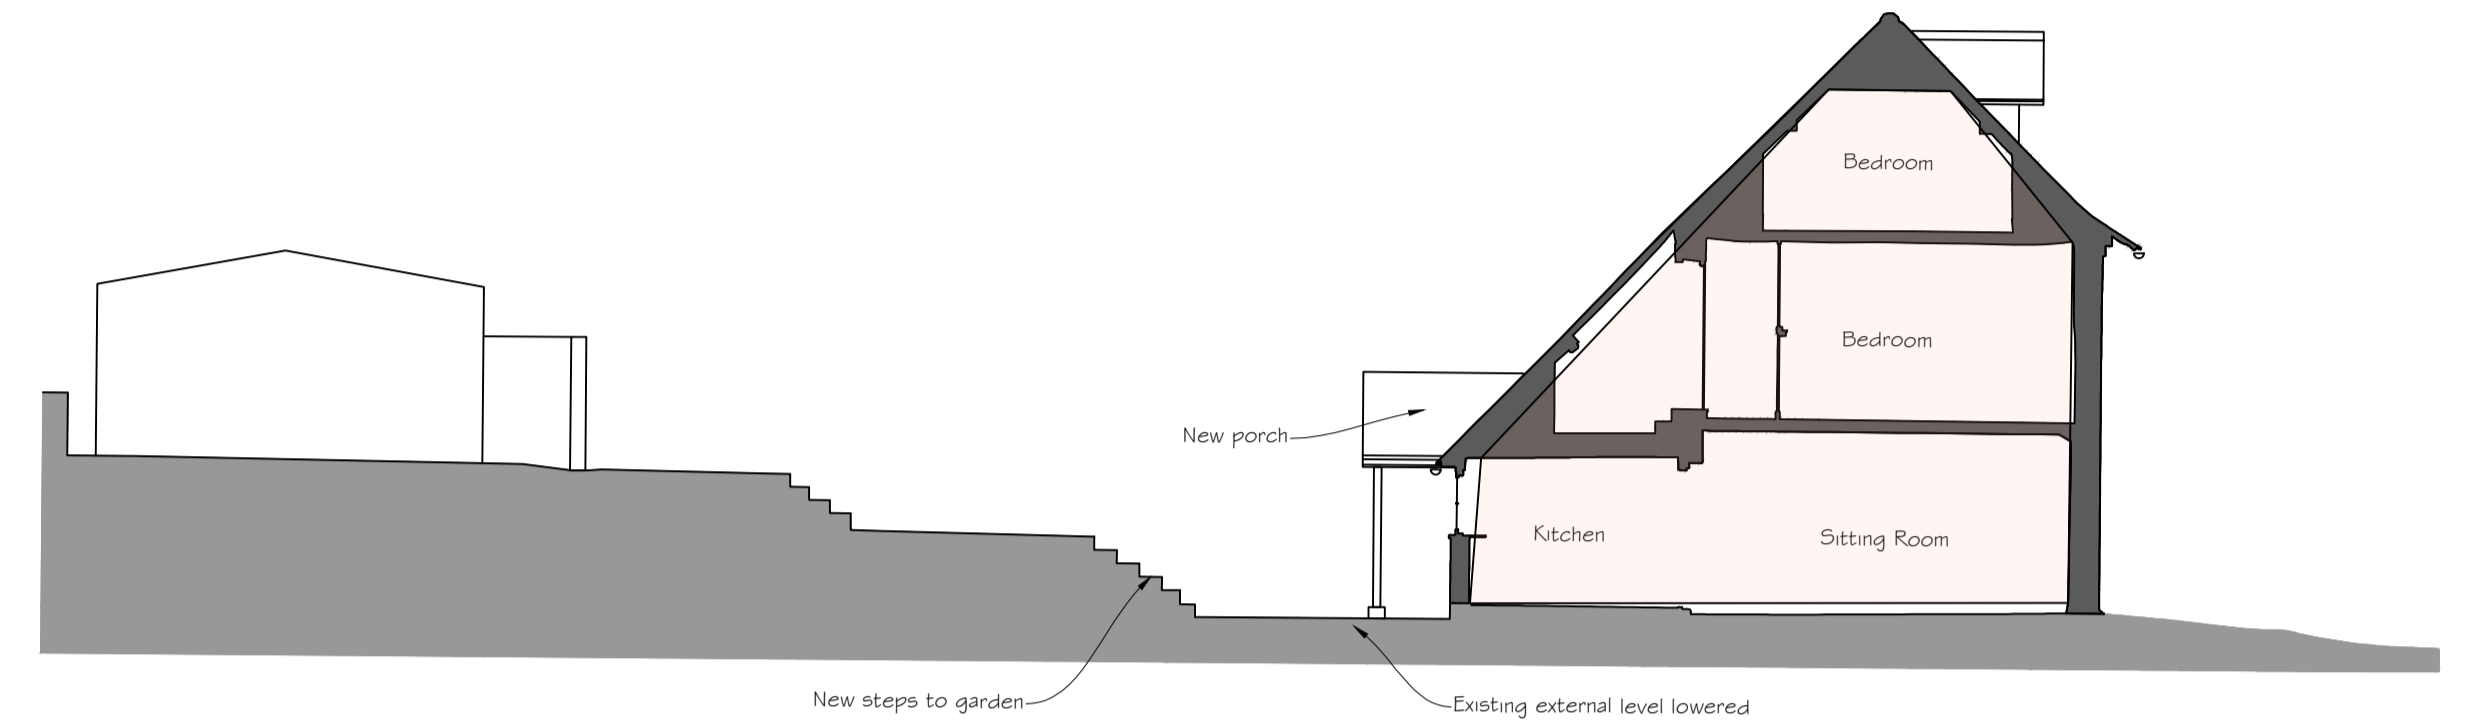 Bedroom
Bedroom
New porch
Kitchen
Sitting Room
New steps to garden
Existing external level lowered